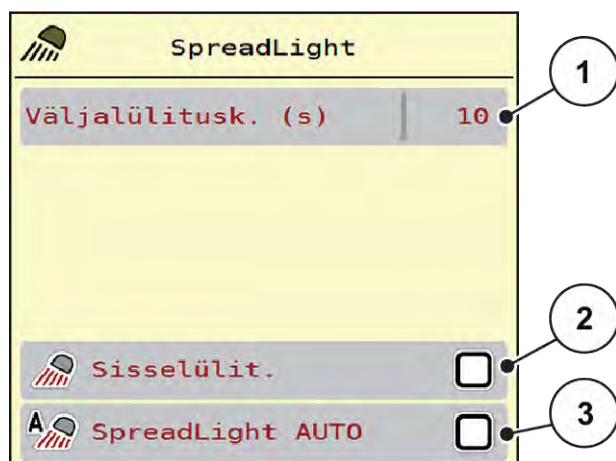 SpreadLight
1
Väljalülitusk. (s) 10
2
Sisselülit.
3
A
SpreadLight AUTO